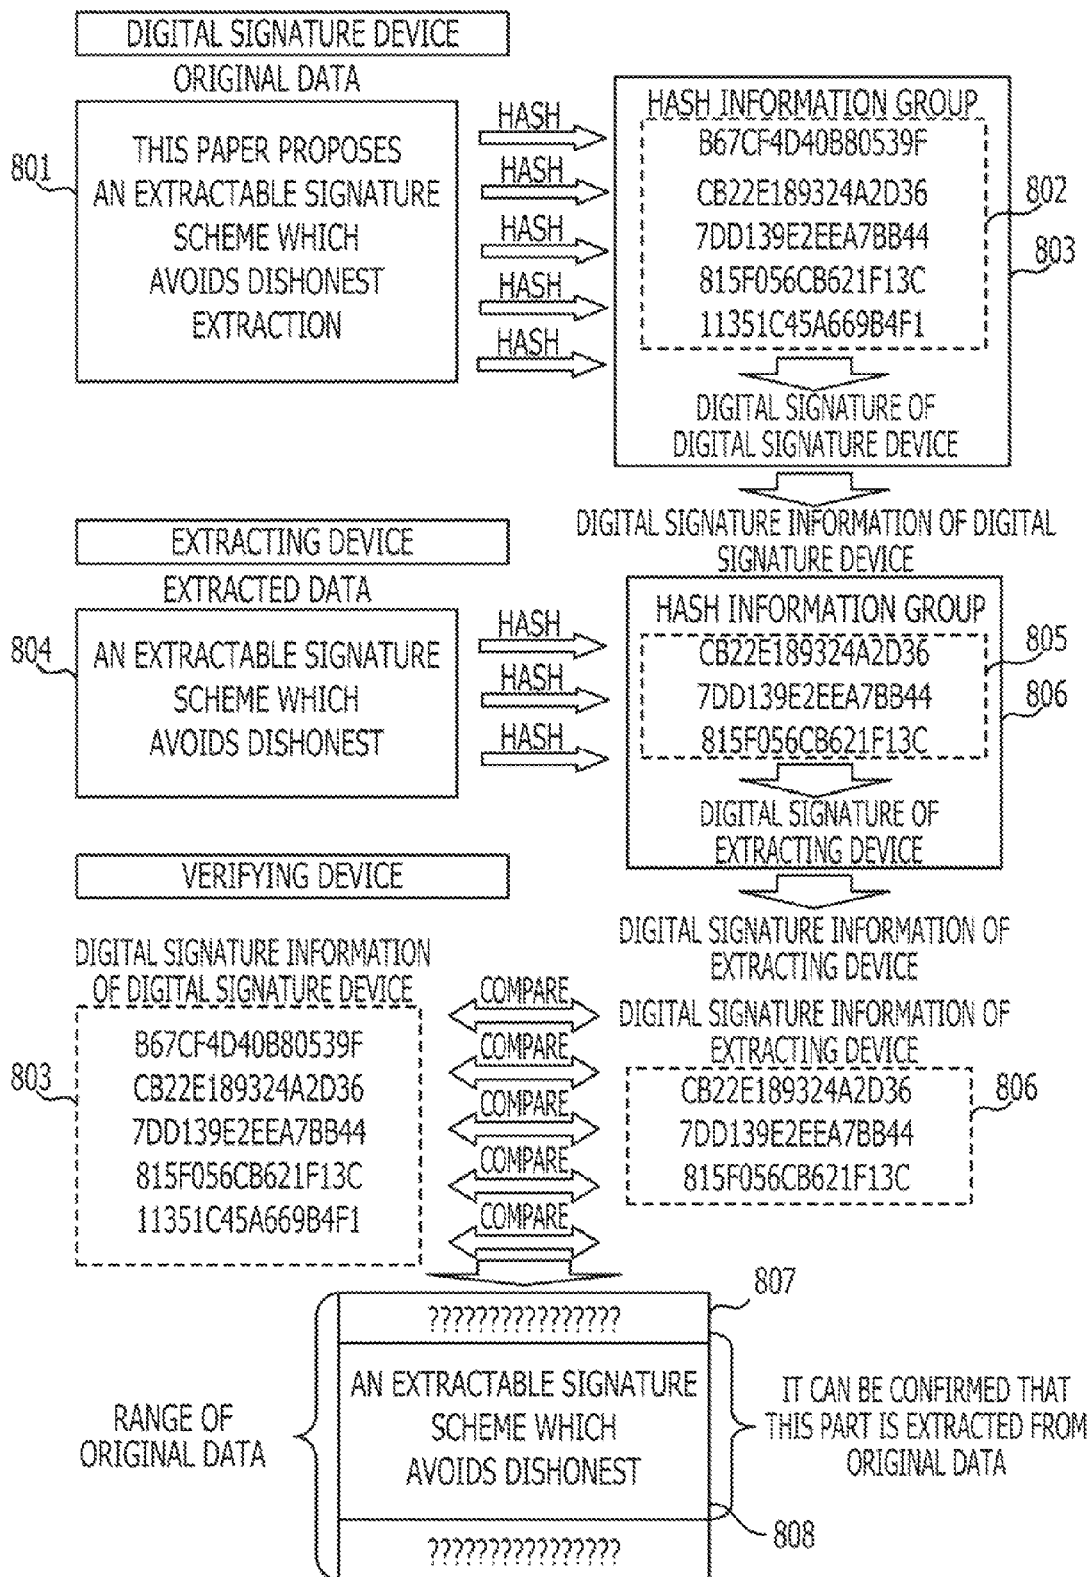 DIGITAL SIGNATURE DEVICE
ORIGINAL DATA
801
THIS PAPER PROPOSES
AN EXTRACTABLE SIGNATURE
SCHEME WHICH
AVOIDS DISHONEST
EXTRACTION
HASH
HASH
HASH
HASH
HASH
HASH INFORMATION GROUP
B67CF4D40B80539F
CB22E189324A2D36
7DD139E2EEA7BB44
815F056CB621F13C
11351C45A669B4F1
802
803
DIGITAL SIGNATURE OF
DIGITAL SIGNATURE DEVICE
DIGITAL SIGNATURE INFORMATION OF DIGITAL
SIGNATURE DEVICE
EXTRACTING DEVICE
EXTRACTED DATA
804
AN EXTRACTABLE SIGNATURE
SCHEME WHICH
AVOIDS DISHONEST
HASH
HASH
HASH
HASH INFORMATION GROUP
CB22E189324A2D36
7DD139E2EEA7BB44
815F056CB621F13C
805
806
DIGITAL SIGNATURE OF
EXTRACTING DEVICE
DIGITAL SIGNATURE INFORMATION OF
EXTRACTING DEVICE
VERIFYING DEVICE
DIGITAL SIGNATURE INFORMATION
OF DIGITAL SIGNATURE DEVICE
803
B67CF4D40B80539F
CB22E189324A2D36
7DD139E2EEA7BB44
815F056CB621F13C
11351C45A669B4F1
COMPARE
COMPARE
COMPARE
COMPARE
COMPARE
DIGITAL SIGNATURE INFORMATION OF
EXTRACTING DEVICE
CB22E189324A2D36
7DD139E2EEA7BB44
815F056CB621F13C
806
807
????????????????
AN EXTRACTABLE SIGNATURE
SCHEME WHICH
AVOIDS DISHONEST
????????????????
RANGE OF
ORIGINAL DATA
IT CAN BE CONFIRMED THAT
THIS PART IS EXTRACTED FROM
ORIGINAL DATA
808